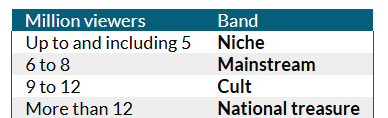 Million viewers Band
Up to and including 5 Niche
6 to 8 Mainstream
9 to 12 Cult
More than 12 National treasure